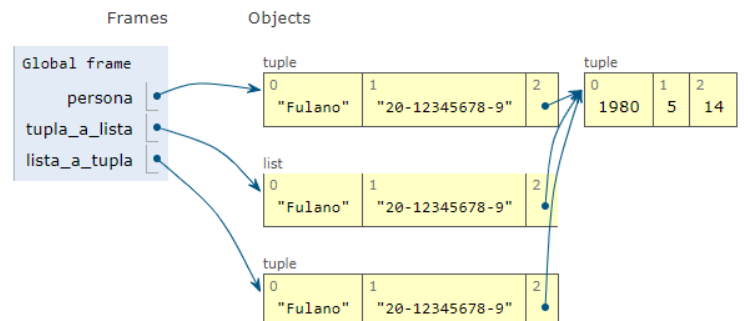 Frames Objects
Global frame
persona
tupla_a_lista
lista_a_tupla
tuple
0 1 2
"Fulano" "20-12345678-9"
tuple
0 1 2
1980 5 14
list
0 1 2
"Fulano" "20-12345678-9"
tuple
0 1 2
"Fulano" "20-12345678-9"